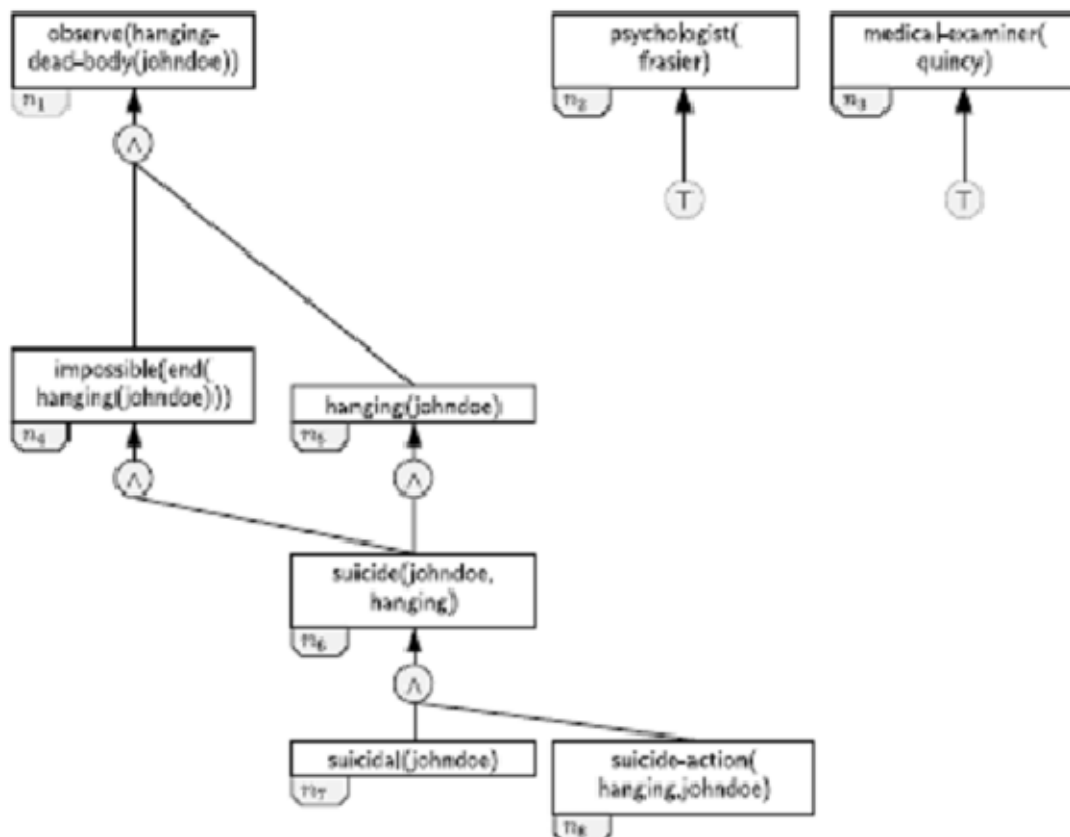 observe(hanging-
dead-body(johndoe))
n₁
psychologist(
frasier)
n₂
medical-examiner(
quincy)
n₃
∧
⊤
⊤
impossible(end(
hanging(johndoe)))
n₄
hanging(johndoe)
n₅
∧
∧
suicide(johndoe,
hanging)
n₆
∧
suicidal(johndoe)
n₇
suicide-action(
hanging,johndoe)
n₈